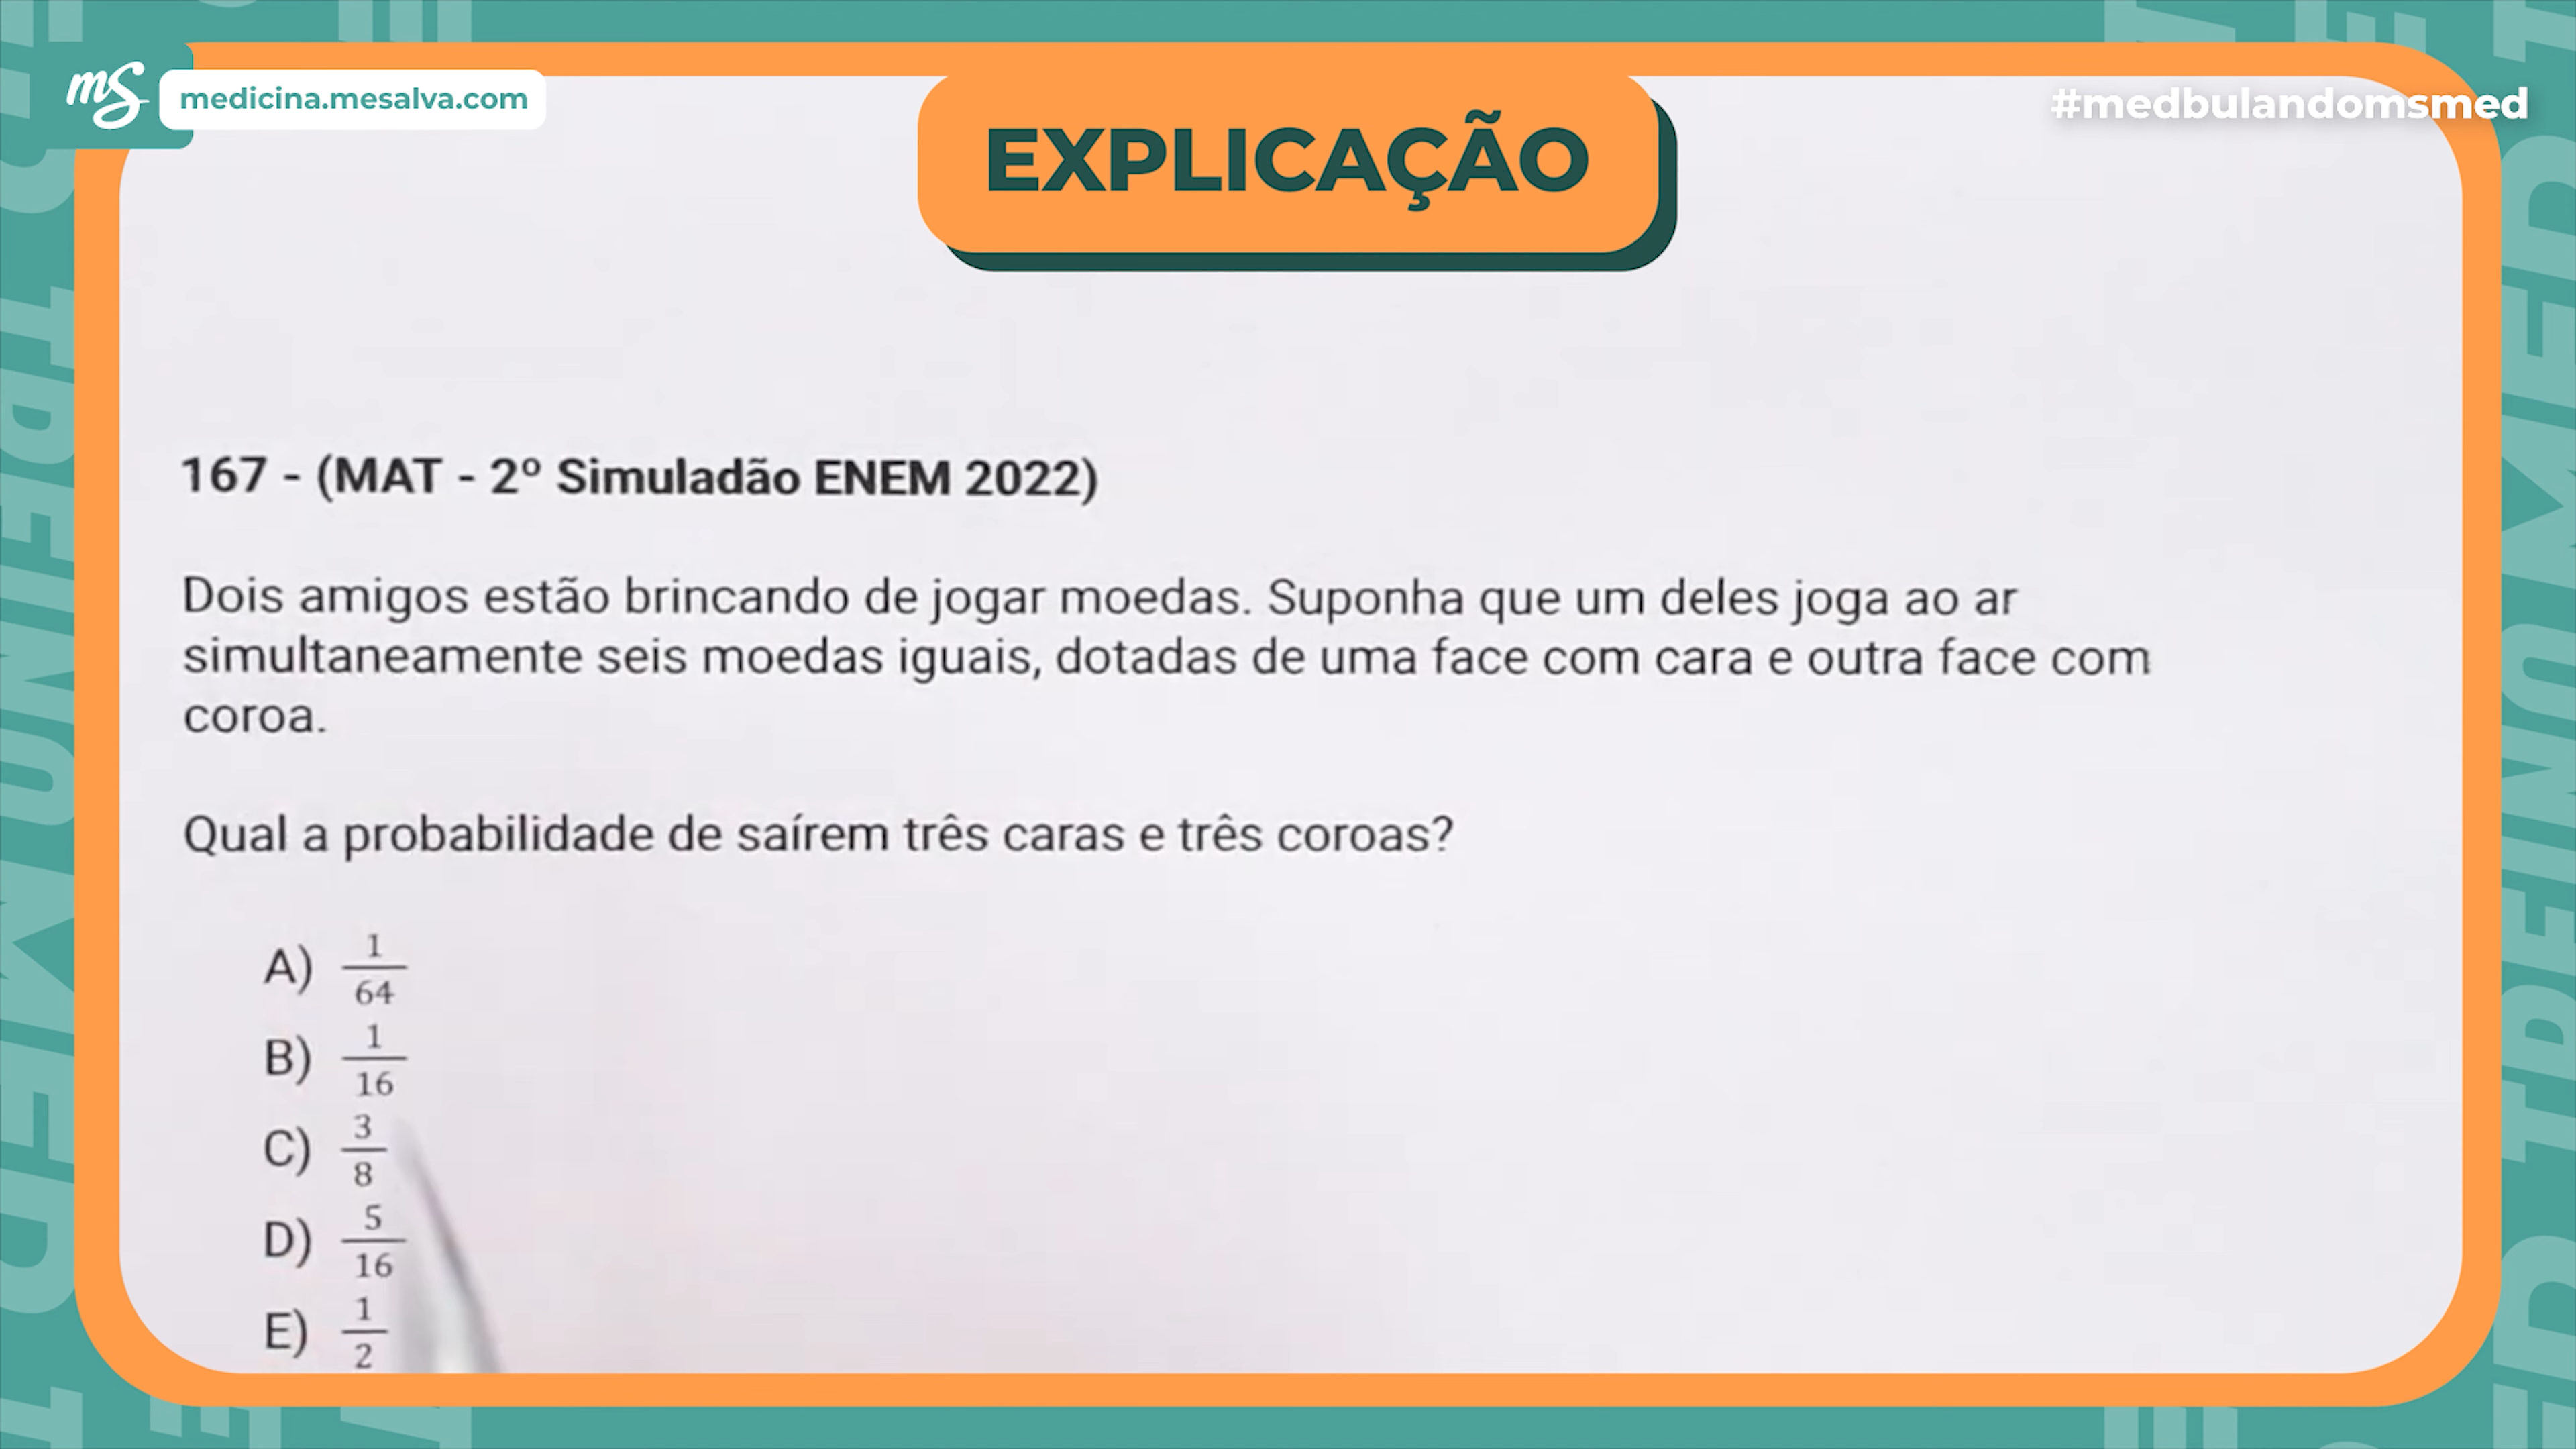 mS
medicina.mesalva.com
#medbulandomsmed
EXPLICAÇÃO
167 - (MAT - 2º Simuladão ENEM 2022)
Dois amigos estão brincando de jogar moedas. Suponha que um deles joga ao ar
simultaneamente seis moedas iguais, dotadas de uma face com cara e outra face com
coroa.
Qual a probabilidade de saírem três caras e três coroas?
A) 1/64
B) 1/16
C) 3/8
D) 5/16
E) 1/2